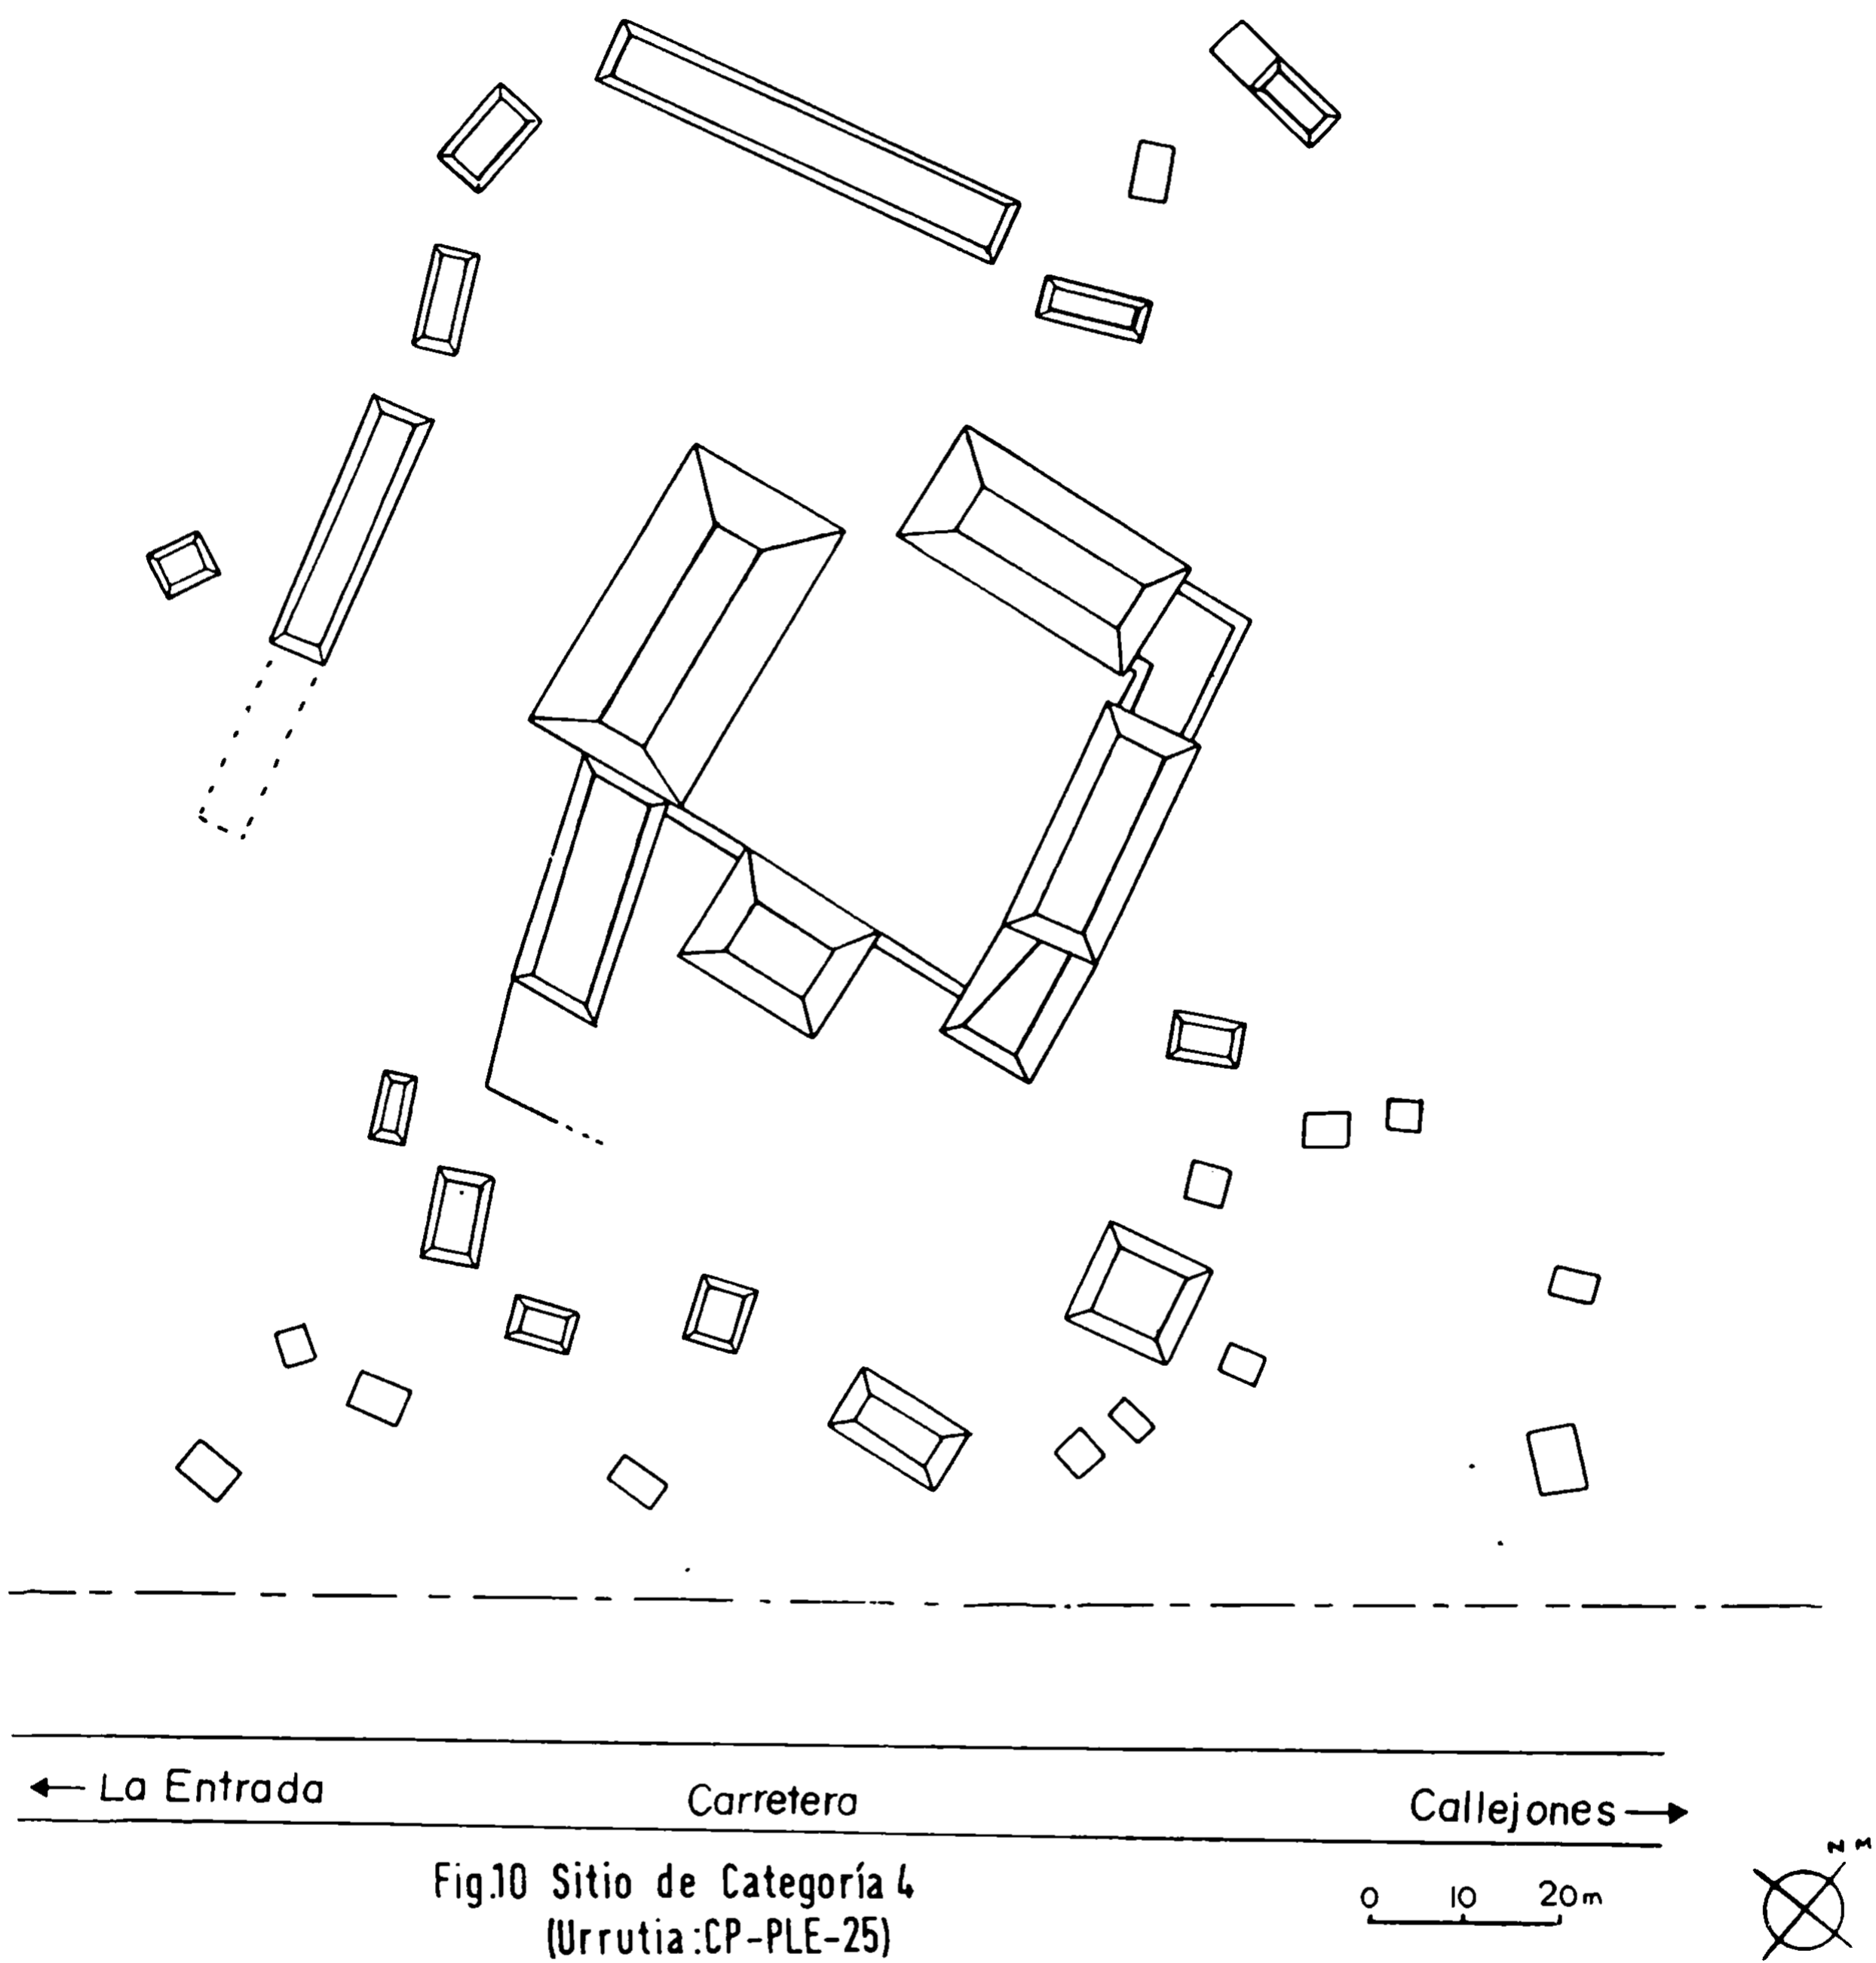 ← La Entrada
Carretera
Callejones →
N M
Fig.10 Sitio de Categoría 4
(Urrutia:CP-PLE-25)
0 10 20m